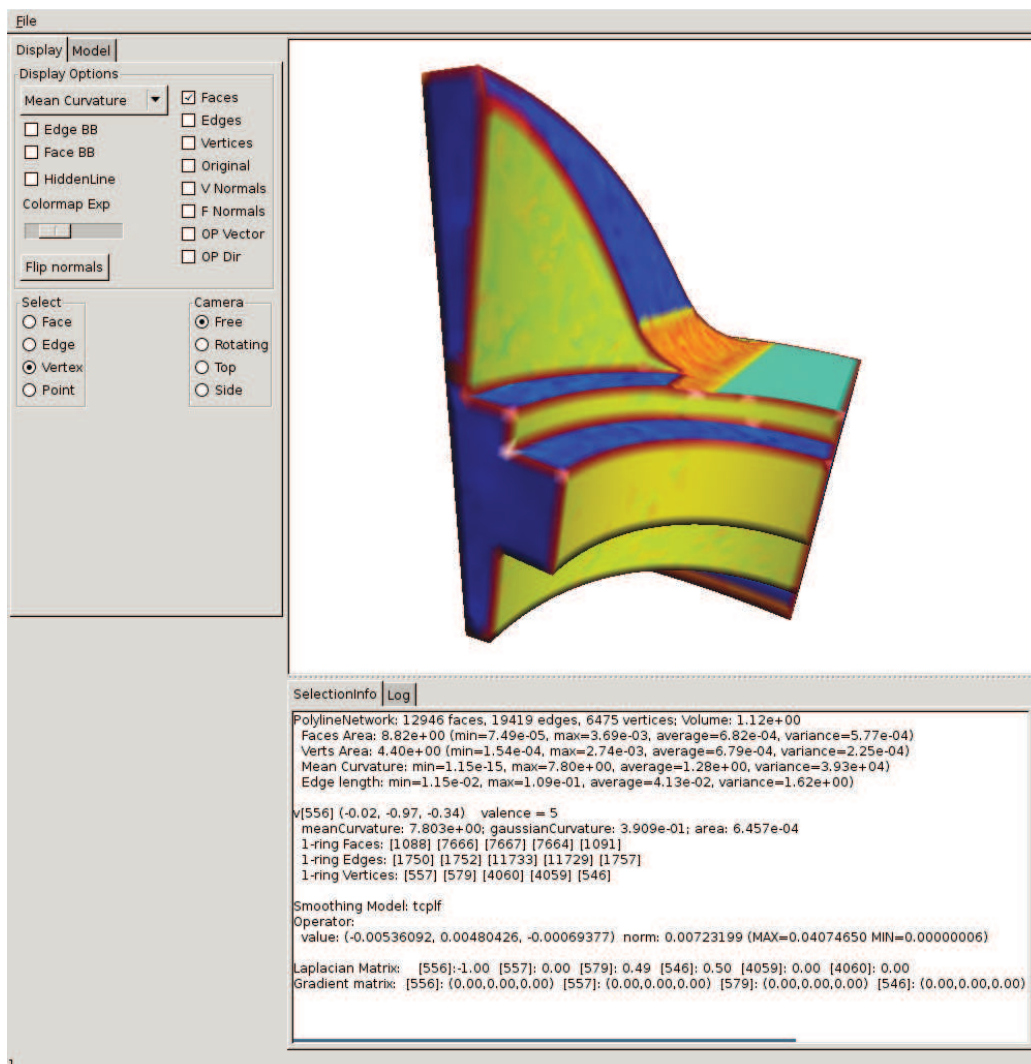 File
Display Model
Display Options
Mean Curvature
Faces
Edge BB
Edges
Face BB
Vertices
HiddenLine
Original
Colormap Exp
V Normals
F Normals
OP Vector
Flip normals
OP Dir
Select
Face
Edge
Vertex
Point
Camera
Free
Rotating
Top
Side
SelectionInfo Log
PolylineNetwork: 12946 faces, 19419 edges, 6475 vertices; Volume: 1.12e+00
Faces Area: 8.82e+00 (min=7.49e-05, max=3.69e-03, average=6.82e-04, variance=5.77e-04)
Verts Area: 4.40e+00 (min=1.54e-04, max=2.74e-03, average=6.79e-04, variance=2.25e-04)
Mean Curvature: min=1.15e-15, max=7.80e+00, average=1.28e+00, variance=3.93e+04)
Edge length: min=1.15e-02, max=1.09e-01, average=4.13e-02, variance=1.62e+00)
v[556] (-0.02, -0.97, -0.34) valence = 5
meanCurvature: 7.803e+00; gaussianCurvature: 3.909e-01; area: 6.457e-04
1-ring Faces: [1088] [7666] [7667] [7664] [1091]
1-ring Edges: [1750] [1752] [11733] [11729] [1757]
1-ring Vertices: [557] [579] [4060] [4059] [546]
Smoothing Model: tcplf
Operator:
value: (-0.00536092, 0.00480426, -0.00069377) norm: 0.00723199 (MAX=0.04074650 MIN=0.00000006)
Laplacian Matrix: [556]:-1.00 [557]: 0.00 [579]: 0.49 [546]: 0.50 [4059]: 0.00 [4060]: 0.00
Gradient matrix: [556]: (0.00,0.00,0.00) [557]: (0.00,0.00,0.00) [579]: (0.00,0.00,0.00) [546]: (0.00,0.00,0.00)